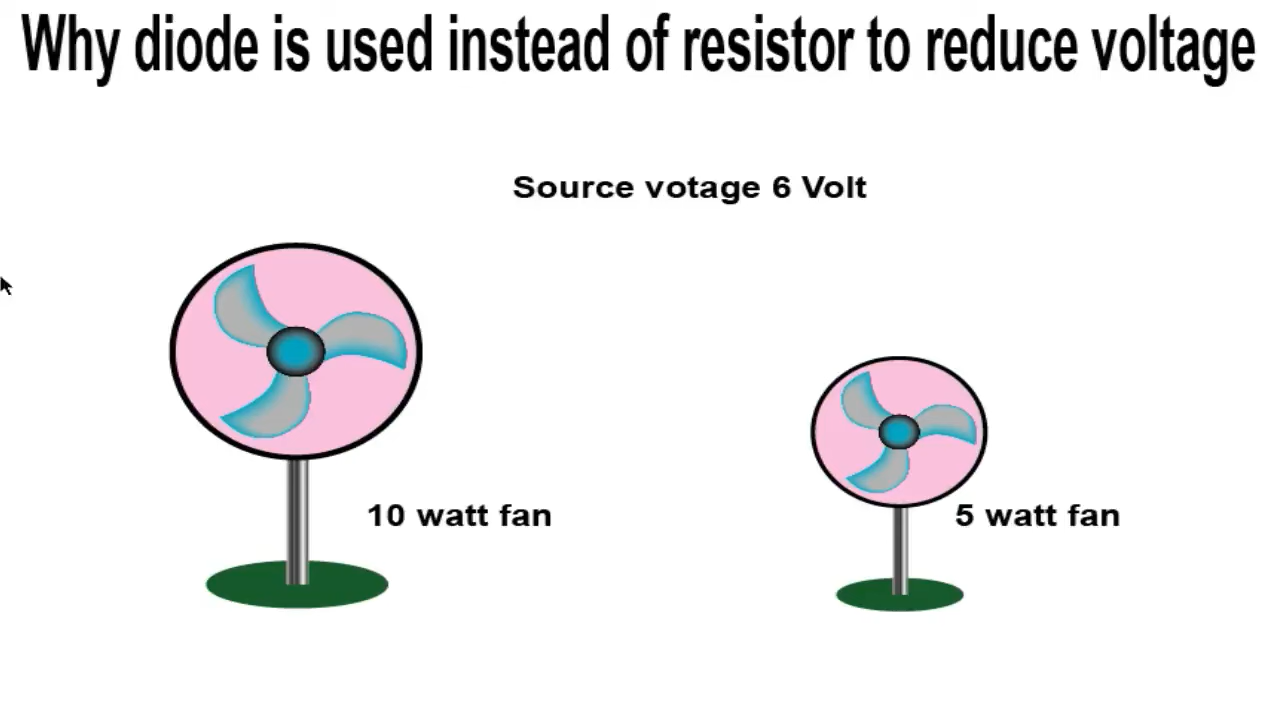 Why diode is used instead of resistor to reduce voltage
Source votage 6 Volt
10 watt fan
5 watt fan